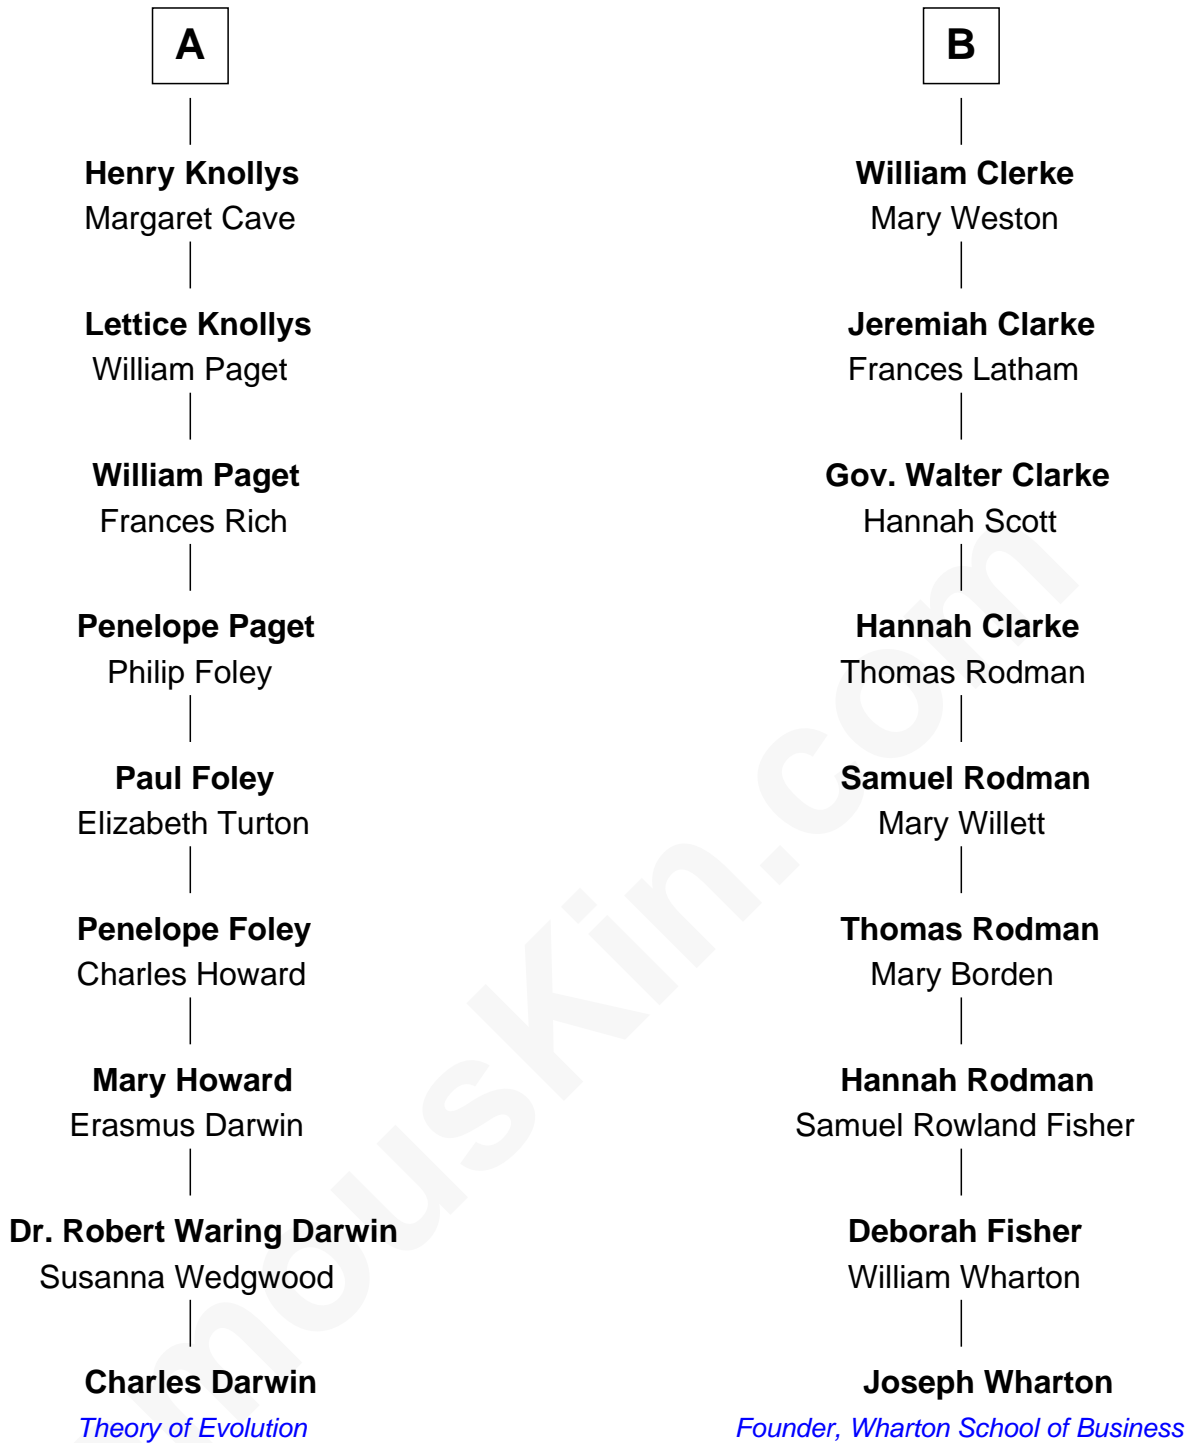 A
Henry Knollys
Margaret Cave
Lettice Knollys
William Paget
William Paget
Frances Rich
Penelope Paget
Philip Foley
Paul Foley
Elizabeth Turton
Penelope Foley
Charles Howard
Mary Howard
Erasmus Darwin
Dr. Robert Waring Darwin
Susanna Wedgwood
Charles Darwin
Theory of Evolution
B
William Clerke
Mary Weston
Jeremiah Clarke
Frances Latham
Gov. Walter Clarke
Hannah Scott
Hannah Clarke
Thomas Rodman
Samuel Rodman
Mary Willett
Thomas Rodman
Mary Borden
Hannah Rodman
Samuel Rowland Fisher
Deborah Fisher
William Wharton
Joseph Wharton
Founder, Wharton School of Business
mousKin.com